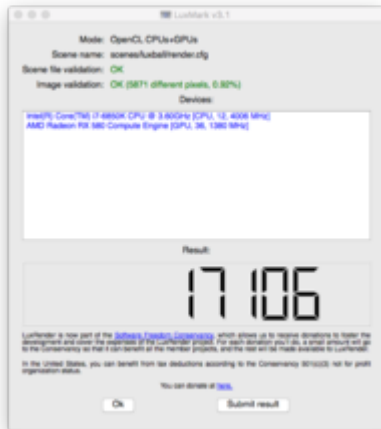 LuxMark v3.1
Mode: OpenCL CPUs+GPUs
Scene name: scenes/luxball/render.cfg
Scene file validation: OK
Image validation: OK (5871 different pixels, 0.92%)
Devices:
Intel(R) Core(TM) i7-6850K CPU @ 3.60GHz [CPU, 12, 4006 MHz]
AMD Radeon RX 580 Compute Engine [GPU, 36, 1380 MHz]
Result:
17106
LuxRender is now part of the Software Freedom Conservancy, which allows us to receive donations to foster the
development and cover the expenses of the LuxRender project. For each donation you'll do, a small amount will go
to the Conservancy so that it can benefit all the member projects, and the rest will be made available to LuxRender.
In the United States, you can benefit from tax deductions according to the Conservancy 501(c)(3) not for profit
organization status.
You can donate at here.
Ok
Submit result